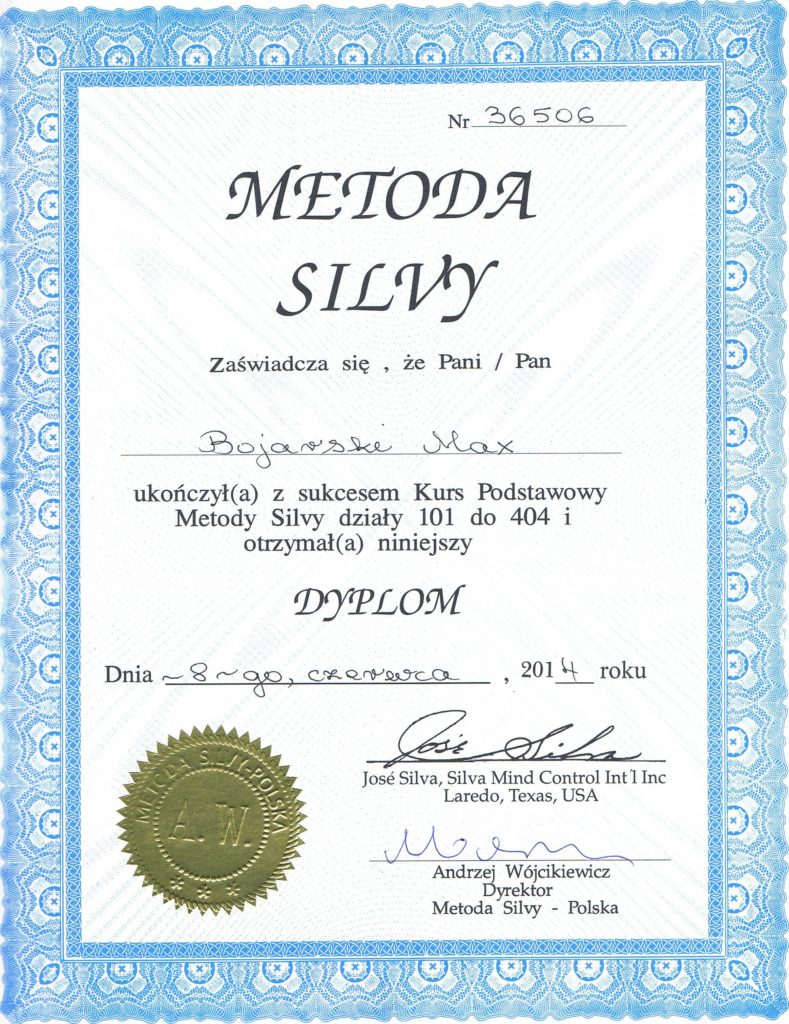 Nr 36506
METODA
SILVY
Zaświadcza się , że Pani / Pan
Bojarski Max
ukończył(a) z sukcesem Kurs Podstawowy
Metody Silvy działy 101 do 404 i
otrzymał(a) niniejszy
DYPLOM
Dnia ~8~go, czerwca , 2014 roku
José Silva
José Silva, Silva Mind Control Int'l Inc
Laredo, Texas, USA
Andrzej Wójcikiewicz
Dyrektor
Metoda Silvy - Polska
METODA SILVY-POLSKA
A. W.